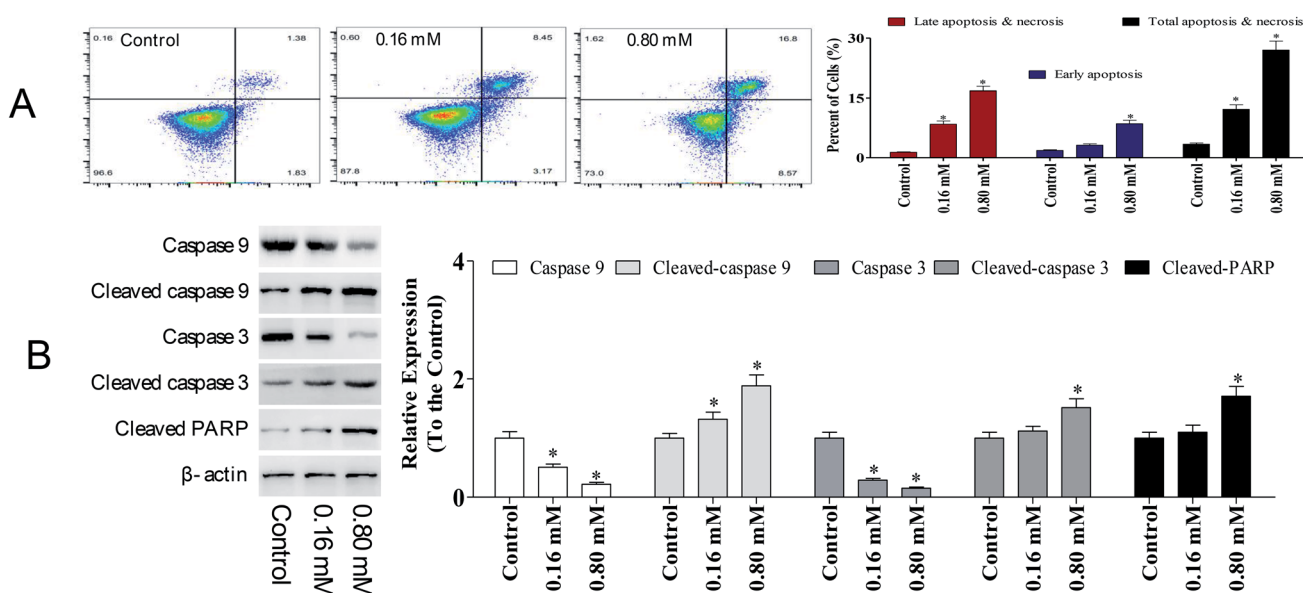 A
0.16 Control 1.38
96.6 1.83
0.60 0.16 mM 8.45
87.8 3.17
1.62 0.80 mM 16.8
73.0 8.57
Late apoptosis & necrosis
Total apoptosis & necrosis
Early apoptosis
Percent of Cells (%)
30
15
0
* * * * *
Control 0.16 mM 0.80 mM Control 0.16 mM 0.80 mM Control 0.16 mM 0.80 mM
B
Caspase 9
Cleaved caspase 9
Caspase 3
Cleaved caspase 3
Cleaved PARP
β-actin
Control 0.16 mM 0.80 mM
Relative Expression
(To the Control)
4
2
0
Caspase 9 Cleaved-caspase 9 Caspase 3 Cleaved-caspase 3 Cleaved-PARP
* * * * * * * *
Control 0.16 mM 0.80 mM Control 0.16 mM 0.80 mM Control 0.16 mM 0.80 mM Control 0.16 mM 0.80 mM Control 0.16 mM 0.80 mM